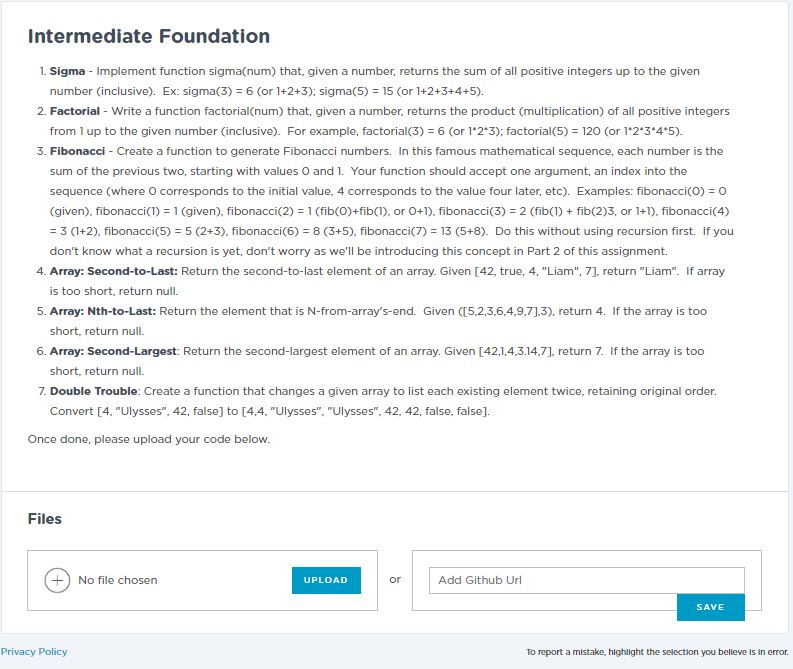 Intermediate Foundation
1. Sigma - Implement function sigma(num) that, given a number, returns the sum of all positive integers up to the given
number (inclusive).  Ex: sigma(3) = 6 (or 1+2+3); sigma(5) = 15 (or 1+2+3+4+5).
2. Factorial - Write a function factorial(num) that, given a number, returns the product (multiplication) of all positive integers
from 1 up to the given number (inclusive).  For example, factorial(3) = 6 (or 1*2*3); factorial(5) = 120 (or 1*2*3*4*5).
3. Fibonacci - Create a function to generate Fibonacci numbers.  In this famous mathematical sequence, each number is the
sum of the previous two, starting with values 0 and 1.  Your function should accept one argument, an index into the
sequence (where 0 corresponds to the initial value, 4 corresponds to the value four later, etc).  Examples: fibonacci(0) = 0
(given), fibonacci(1) = 1 (given), fibonacci(2) = 1 (fib(0)+fib(1), or 0+1), fibonacci(3) = 2 (fib(1) + fib(2)3, or 1+1), fibonacci(4)
= 3 (1+2), fibonacci(5) = 5 (2+3), fibonacci(6) = 8 (3+5), fibonacci(7) = 13 (5+8).  Do this without using recursion first.  If you
don't know what a recursion is yet, don't worry as we'll be introducing this concept in Part 2 of this assignment.
4. Array: Second-to-Last: Return the second-to-last element of an array. Given [42, true, 4, "Liam", 7], return "Liam".  If array
is too short, return null.
5. Array: Nth-to-Last: Return the element that is N-from-array's-end.  Given ([5,2,3,6,4,9,7],3), return 4.  If the array is too
short, return null.
6. Array: Second-Largest: Return the second-largest element of an array. Given [42,1,4,3.14,7], return 7.  If the array is too
short, return null.
7. Double Trouble: Create a function that changes a given array to list each existing element twice, retaining original order.
Convert [4, "Ulysses", 42, false] to [4,4, "Ulysses", "Ulysses", 42, 42, false, false].
Once done, please upload your code below.
Files
No file chosen
UPLOAD
or
Add Github Url
SAVE
Privacy Policy
To report a mistake, highlight the selection you believe is in error.